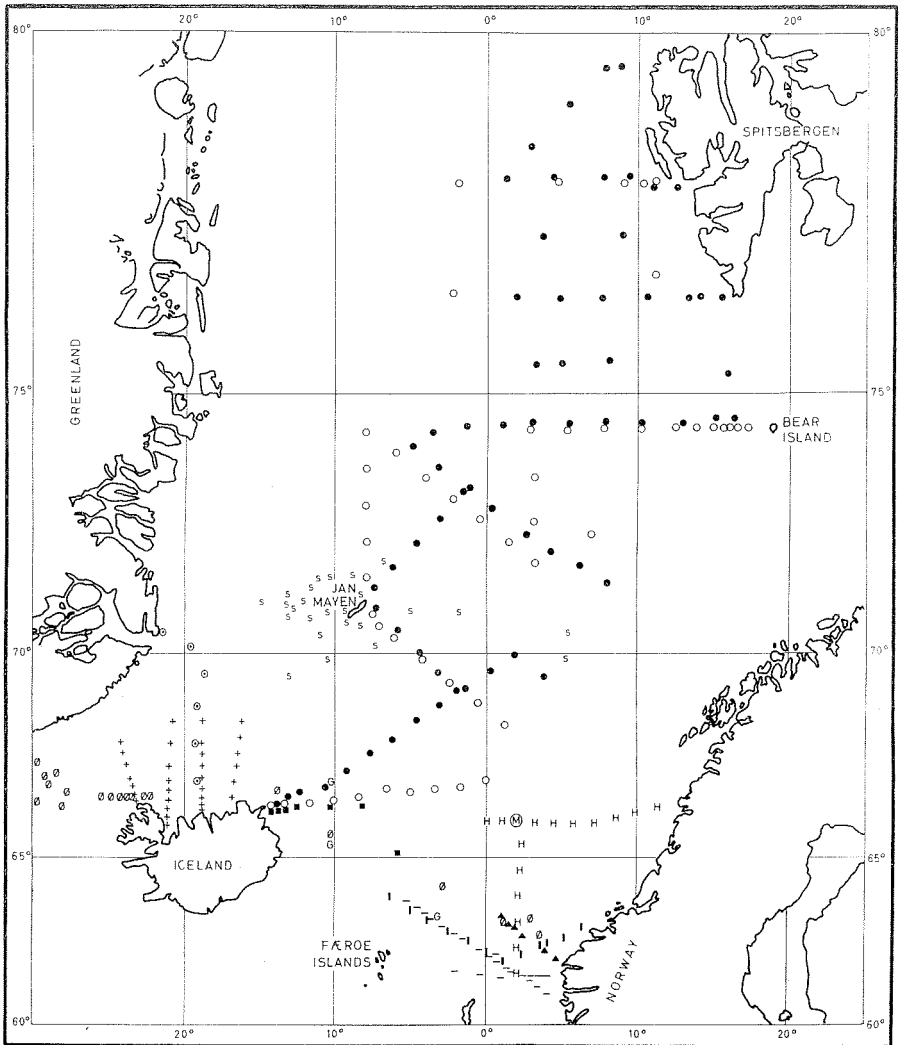 20° 10° 0° 10° 20°
80° 80°
SPITSBERGEN
GREENLAND
75° 75°
BEAR
ISLAND
JAN
MAYEN
70° 70°
M
ICELAND
65° 65°
FÆROE
ISLANDS
NORWAY
60° 60°
20° 10° 0° 10° 20°